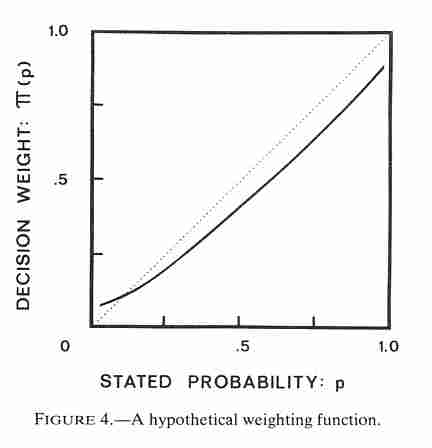 1.0
DECISION WEIGHT: π(p)
.5
0
.5
1.0
STATED PROBABILITY: p
FIGURE 4.—A hypothetical weighting function.